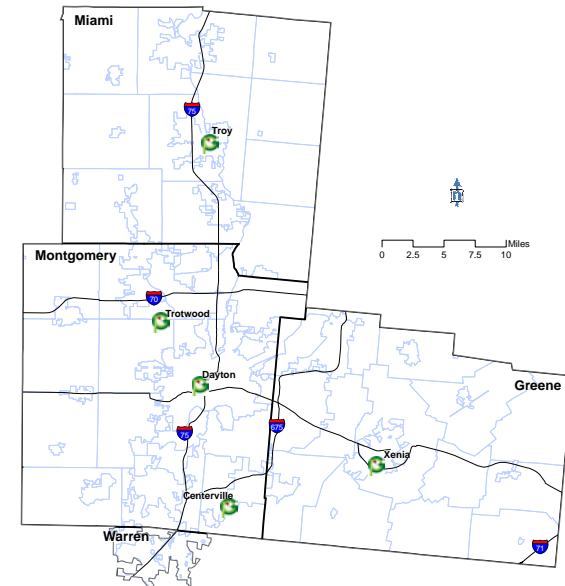 Miami
75
Troy
n
Miles
0 2.5 5 7.5 10
Montgomery
70
Trotwood
Dayton
Greene
75
675
Xenia
Centerville
Warren
71